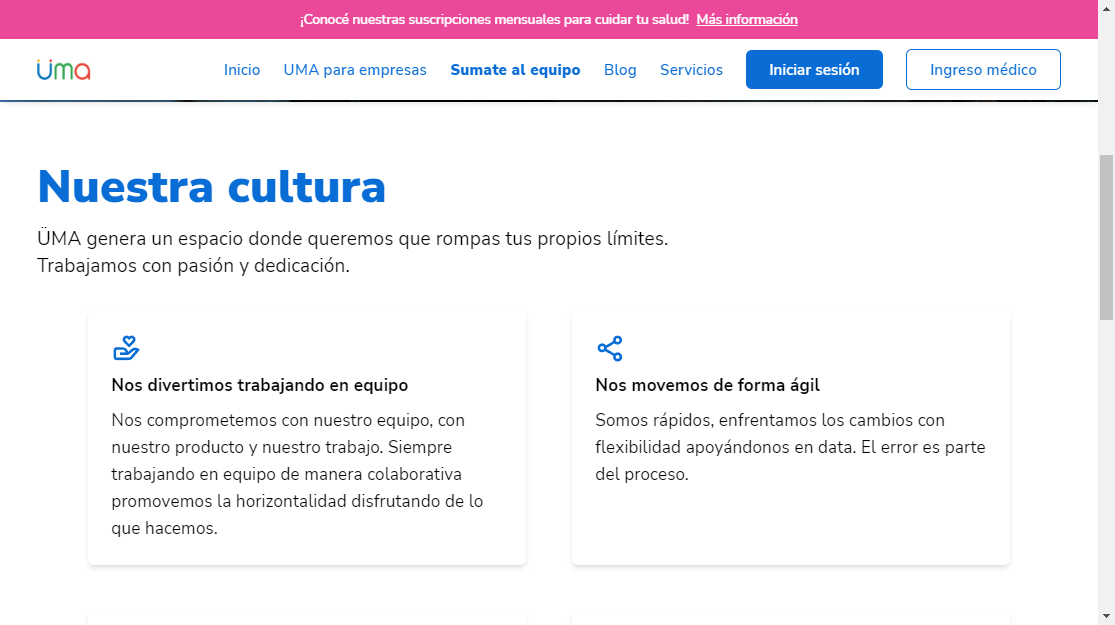 ¡Conocé nuestras suscripciones mensuales para cuidar tu salud! Más información
ÜMA Inicio UMA para empresas Sumate al equipo Blog Servicios Iniciar sesión Ingreso médico
Nuestra cultura
ÜMA genera un espacio donde queremos que rompas tus propios límites.
Trabajamos con pasión y dedicación.
Nos divertimos trabajando en equipo
Nos comprometemos con nuestro equipo, con
nuestro producto y nuestro trabajo. Siempre
trabajando en equipo de manera colaborativa
promovemos la horizontalidad disfrutando de lo
que hacemos.
Nos movemos de forma ágil
Somos rápidos, enfrentamos los cambios con
flexibilidad apoyándonos en data. El error es parte
del proceso.